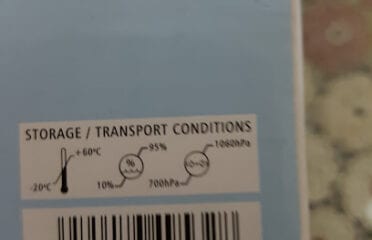 STORAGE / TRANSPORT CONDITIONS
+60°C 95% 1060hPa
%
-20°C 10% 700hPa